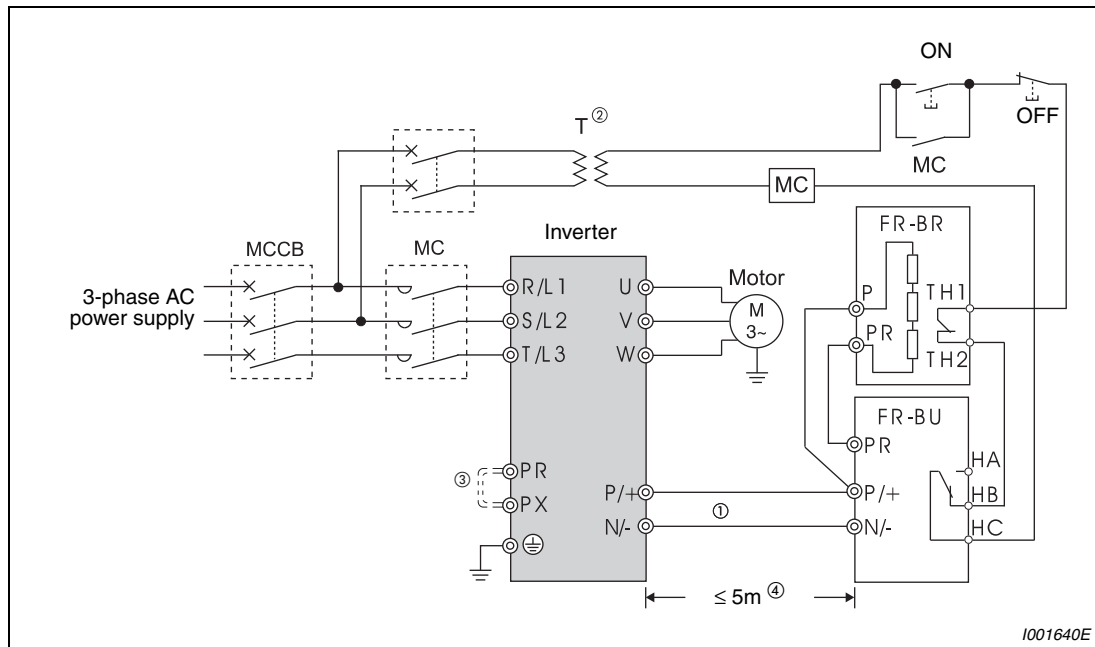 ON
OFF
T ②
MC
MC
FR-BR
Inverter
MCCB
MC
Motor
3-phase AC
power supply
R/L1
S/L2
T/L3
U
V
W
M
3~
P
PR
TH1
TH2
FR-BU
PR
HA
③
PR
PX
P/+
N/-
①
P/+
N/-
HB
HC
≤ 5m ④
I001640E